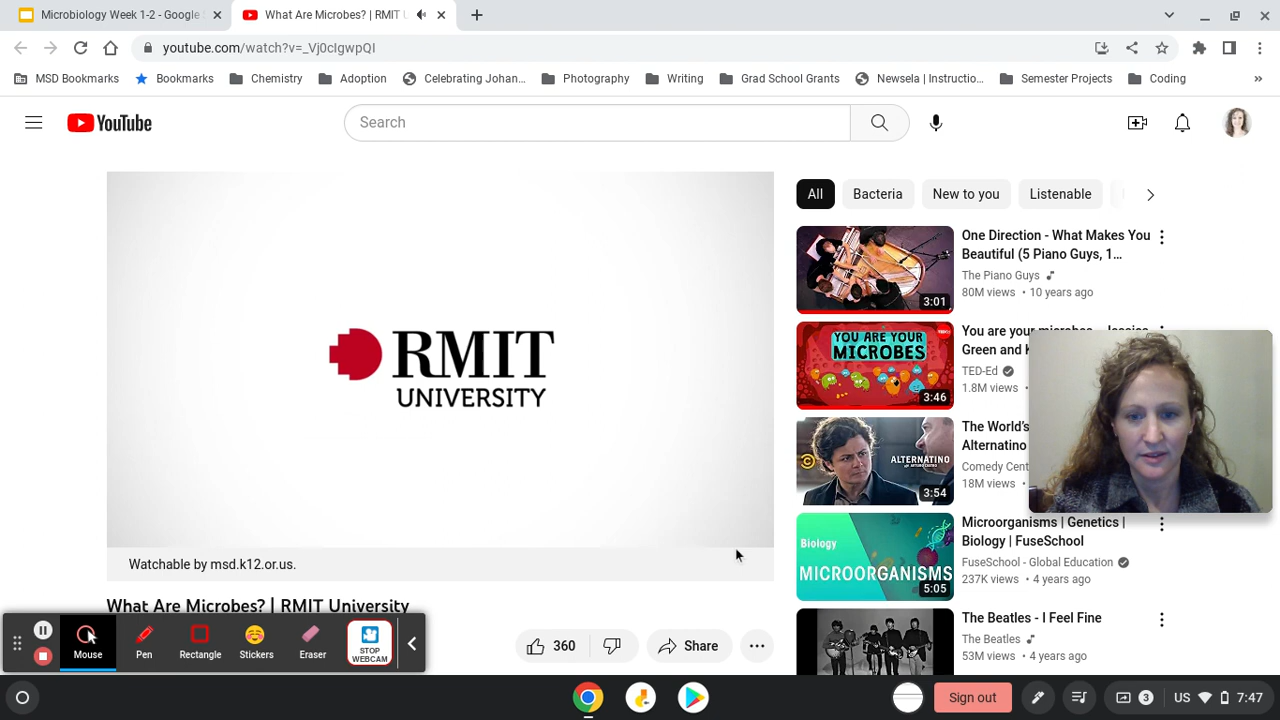 Microbiology Week 1-2 - Google
What Are Microbes? | RMIT U
youtube.com/watch?v=_Vj0cIgwpQI
MSD Bookmarks
Bookmarks
Chemistry
Adoption
Celebrating Johan...
Photography
Writing
Grad School Grants
Newsela | Instructio...
Semester Projects
Coding
»
YouTube
Search
RMIT
UNIVERSITY
Watchable by msd.k12.or.us.
What Are Microbes? | RMIT University
360
Share
All
Bacteria
New to you
Listenable
One Direction - What Makes You
Beautiful (5 Piano Guys, 1...
The Piano Guys
80M views • 10 years ago
3:01
You are your microbes - Jessica
Green and K
TED-Ed
1.8M views •
YOU ARE YOUR
MICROBES
3:46
The World's
Alternatino
Comedy Cent
18M views •
ALTERNATINO
3:54
Microorganisms | Genetics |
Biology | FuseSchool
FuseSchool - Global Education
237K views • 4 years ago
Biology
MICROORGANISMS
5:05
The Beatles - I Feel Fine
The Beatles
53M views • 4 years ago
Mouse
Pen
Rectangle
Stickers
Eraser
STOP
WEBCAM
Sign out
3
US
7:47